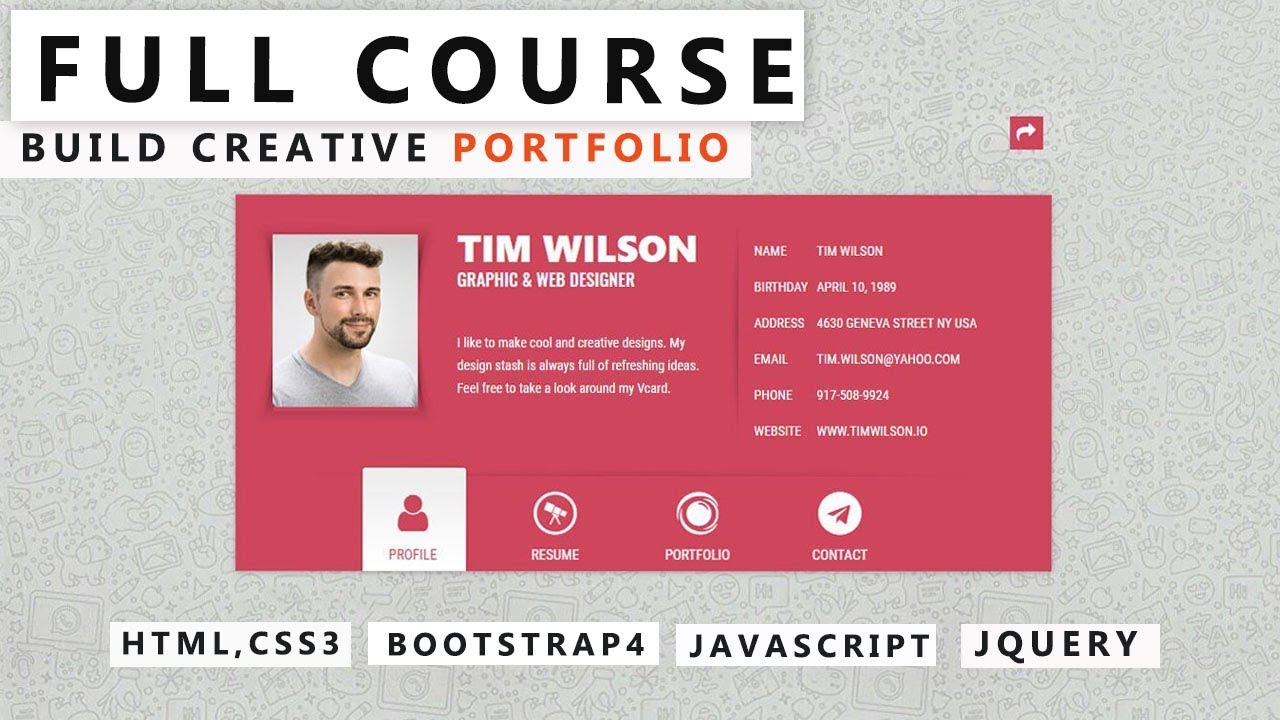 FULL COURSE
BUILD CREATIVE PORTFOLIO
TIM WILSON
GRAPHIC & WEB DESIGNER
I like to make cool and creative designs. My
design stash is always full of refreshing ideas.
Feel free to take a look around my Vcard.
NAME TIM WILSON
BIRTHDAY APRIL 10, 1989
ADDRESS 4630 GENEVA STREET NY USA
EMAIL TIM.WILSON@YAHOO.COM
PHONE 917-508-9924
WEBSITE WWW.TIMWILSON.IO
PROFILE RESUME PORTFOLIO CONTACT
HTML,CSS3 BOOTSTRAP4 JAVASCRIPT JQUERY